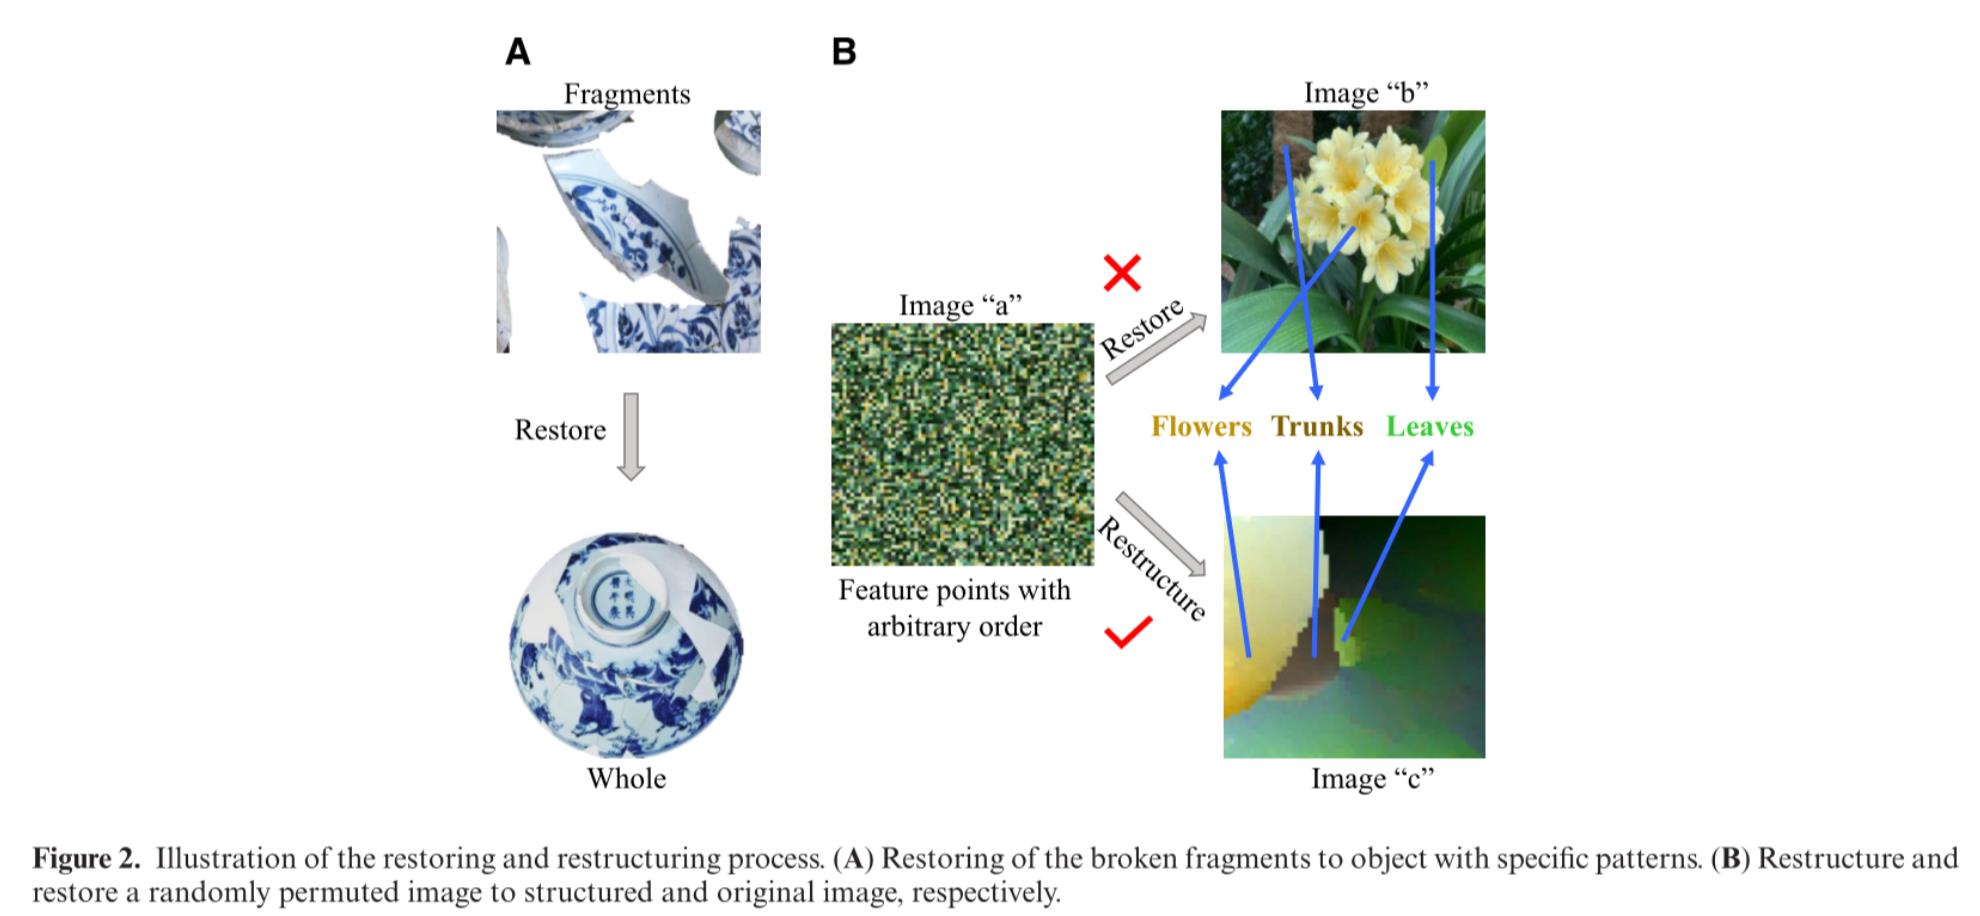 A
B
Fragments
Image “b”
Image “a”
Restore
Restore
Flowers Trunks Leaves
Restructure
Feature points with
arbitrary order
Whole
Image “c”
Figure 2. Illustration of the restoring and restructuring process. (A) Restoring of the broken fragments to object with specific patterns. (B) Restructure and
restore a randomly permuted image to structured and original image, respectively.